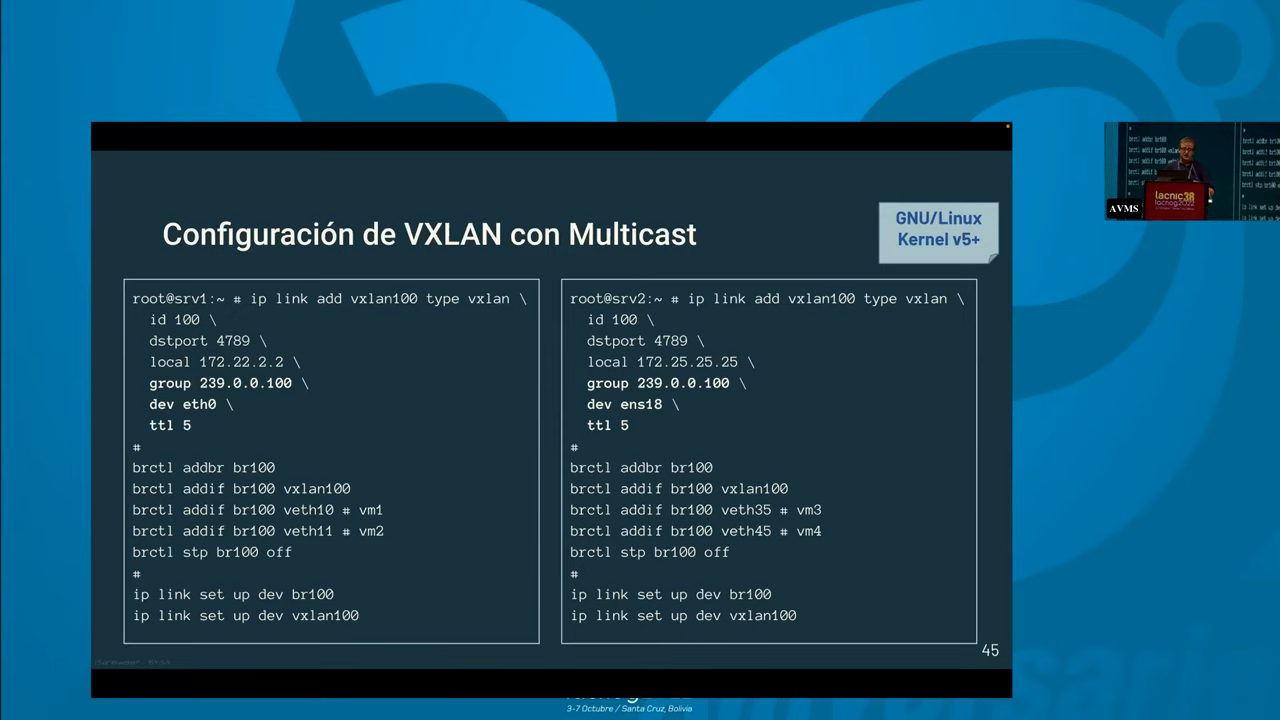 Configuración de VXLAN con Multicast
GNU/Linux
Kernel v5+
root@srv1:~ # ip link add vxlan100 type vxlan \
id 100 \
dstport 4789 \
local 172.22.2.2 \
group 239.0.0.100 \
dev eth0 \
ttl 5
#
brctl addbr br100
brctl addif br100 vxlan100
brctl addif br100 veth10 # vm1
brctl addif br100 veth11 # vm2
brctl stp br100 off
#
ip link set up dev br100
ip link set up dev vxlan100
root@srv2:~ # ip link add vxlan100 type vxlan \
id 100 \
dstport 4789 \
local 172.25.25.25 \
group 239.0.0.100 \
dev ens18 \
ttl 5
#
brctl addbr br100
brctl addif br100 vxlan100
brctl addif br100 veth35 # vm3
brctl addif br100 veth45 # vm4
brctl stp br100 off
#
ip link set up dev br100
ip link set up dev vxlan100
45
AVMS
lacnic38
lacnog2022
3-7 Octubre / Santa Cruz, Bolivia